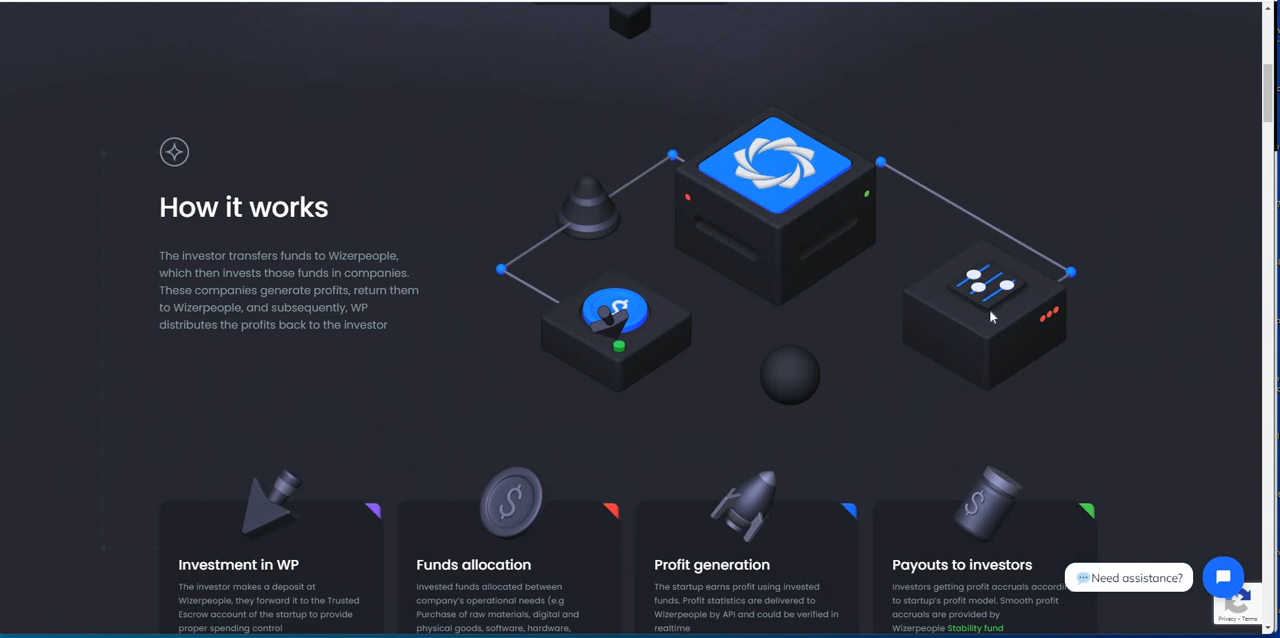 How it works
The investor transfers funds to Wizerpeople,
which then invests those funds in companies.
These companies generate profits, return them
to Wizerpeople, and subsequently, WP
distributes the profits back to the investor
Investment in WP
The investor makes a deposit at
Wizerpeople, they forward it to the Trusted
Escrow account of the startup to provide
proper spending control
Funds allocation
Invested funds allocated between
company's operational needs (e.g
Purchase of raw materials, digital and
physical goods, software, hardware,
Profit generation
The startup earns profit using invested
funds. Profit statistics are delivered to
Wizerpeople by API and could be verified in
realtime
Payouts to investors
Investors getting profit accruals accordi
to startup's profit model. Smooth profit
accruals are provided by
Wizerpeople Stability fund
Need assistance?
Privacy - Terms